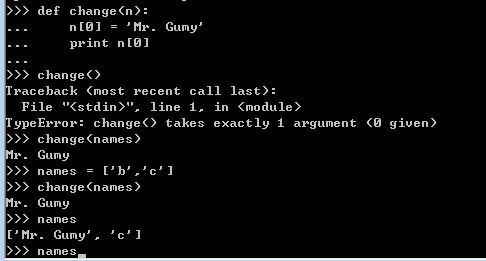 >>> def change(n):
...     n[0] = 'Mr. Gumy'
...     print n[0]
...
>>> change()
Traceback (most recent call last):
  File "<stdin>", line 1, in <module>
TypeError: change() takes exactly 1 argument (0 given)
>>> change(names)
Mr. Gumy
>>> names = ['b','c']
>>> change(names)
Mr. Gumy
>>> names
['Mr. Gumy', 'c']
>>> names_